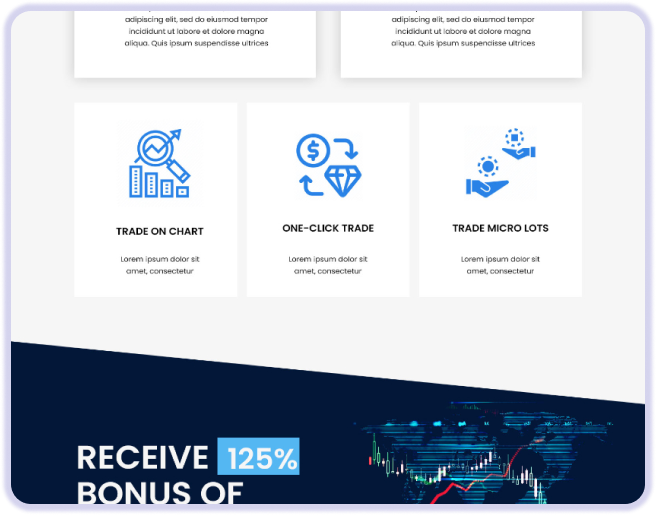 adipiscing elit, sed do eiusmod tempor
incididunt ut labore et dolore magna
aliqua. Quis ipsum suspendisse ultrices
adipiscing elit, sed do eiusmod tempor
incididunt ut labore et dolore magna
aliqua. Quis ipsum suspendisse ultrices
TRADE ON CHART
Lorem ipsum dolor sit
amet, consectetur
ONE-CLICK TRADE
Lorem ipsum dolor sit
amet, consectetur
TRADE MICRO LOTS
Lorem ipsum dolor sit
amet, consectetur
RECEIVE 125%
BONUS OF